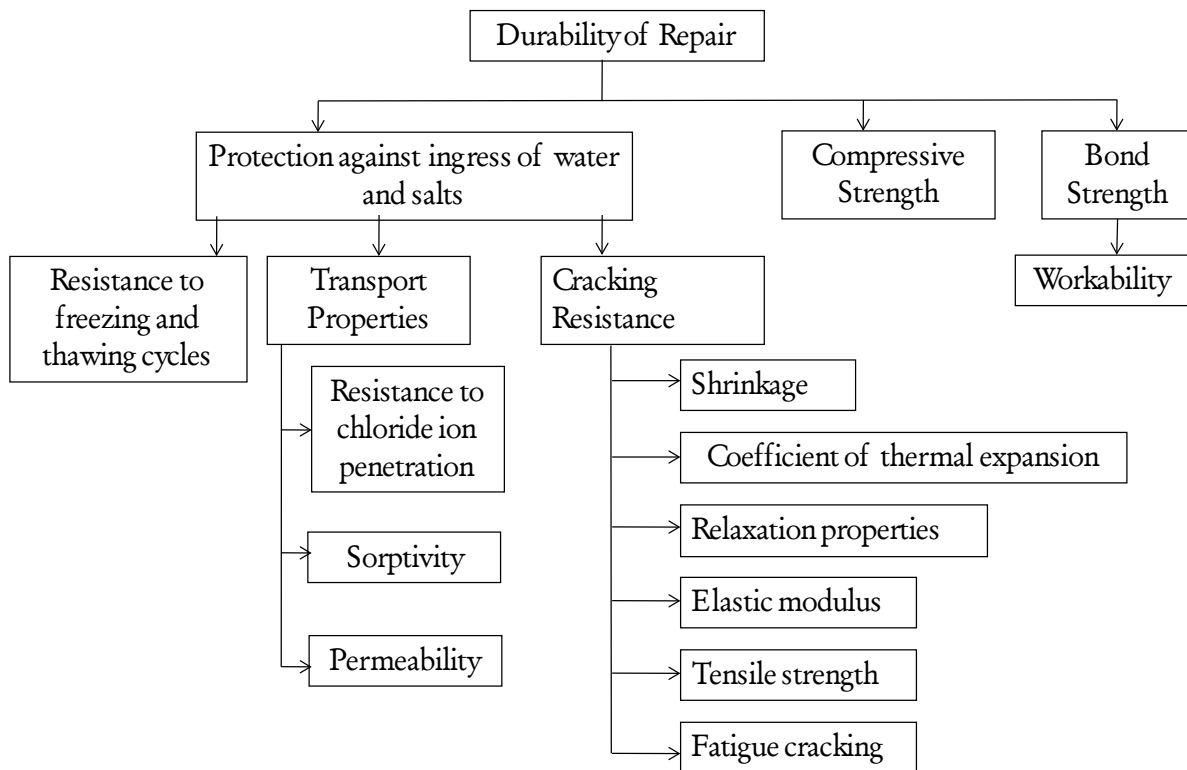 Durability of Repair
Protection against ingress of water
and salts
Compressive
Strength
Bond
Strength
Resistance to
freezing and
thawing cycles
Transport
Properties
Cracking
Resistance
Workability
Resistance to
chloride ion
penetration
Sorptivity
Permeability
Shrinkage
Coefficient of thermal expansion
Relaxation properties
Elastic modulus
Tensile strength
Fatigue cracking